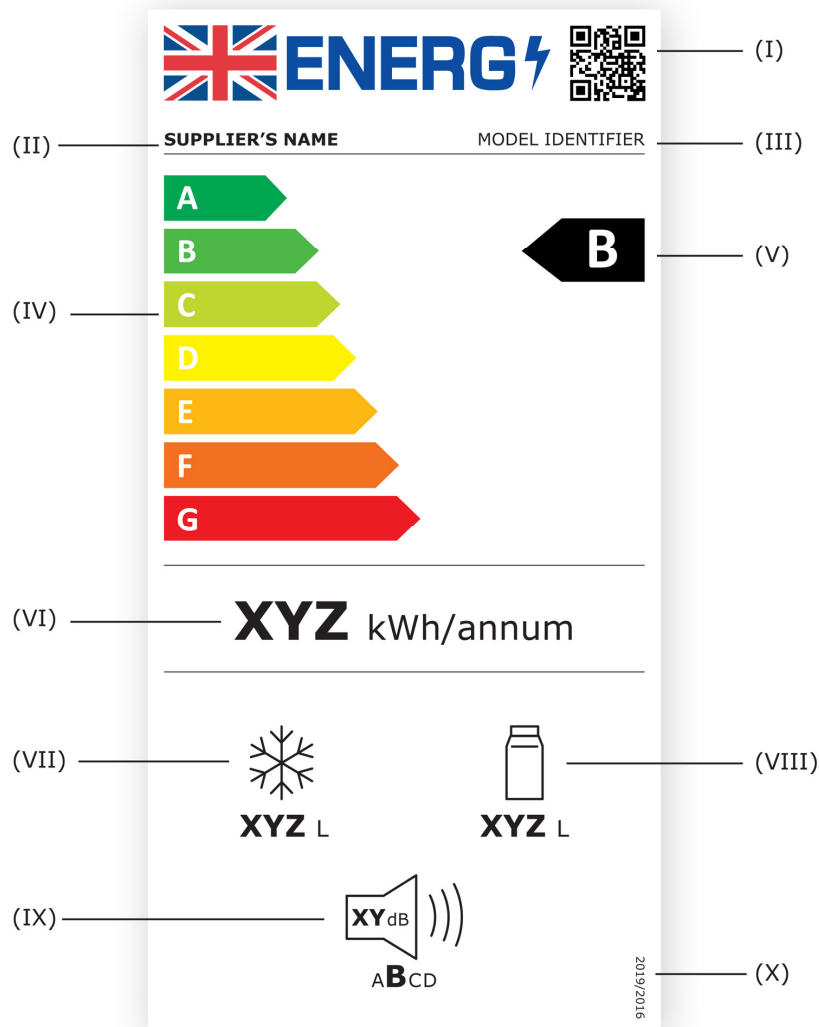 ENERG
(I)
(II)
SUPPLIER'S NAME
MODEL IDENTIFIER
(III)
A
B
B
(V)
(IV)
C
D
E
F
G
(VI)
XYZ kWh/annum
(VII)
(VIII)
XYZ L
XYZ L
(IX)
XY dB
ABCD
2019/2016
(X)